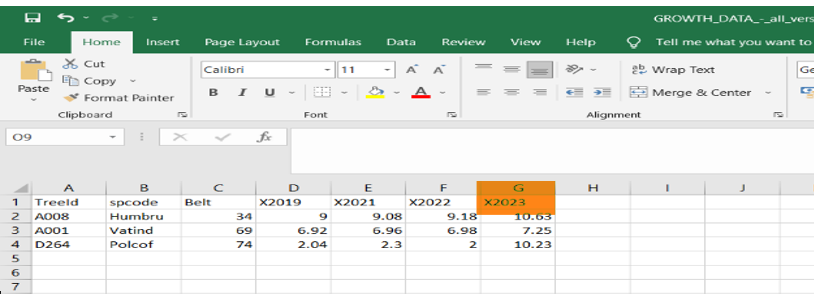 GROWTH_DATA_-_all_vers
File Home Insert Page Layout Formulas Data Review View Help Tell me what you want to
Cut
Calibri 11 A A Wrap Text Ge
Copy
Paste
B I U A Merge & Center
Format Painter
Clipboard Font Alignment
O9 fx
A B C D E F G H I J
1 TreeId spcode Belt X2019 X2021 X2022 X2023
2 A008 Humbru 34 9 9.08 9.18 10.63
3 A001 Vatind 69 6.92 6.96 6.98 7.25
4 D264 Polcof 74 2.04 2.3 2 10.23
5
6
7